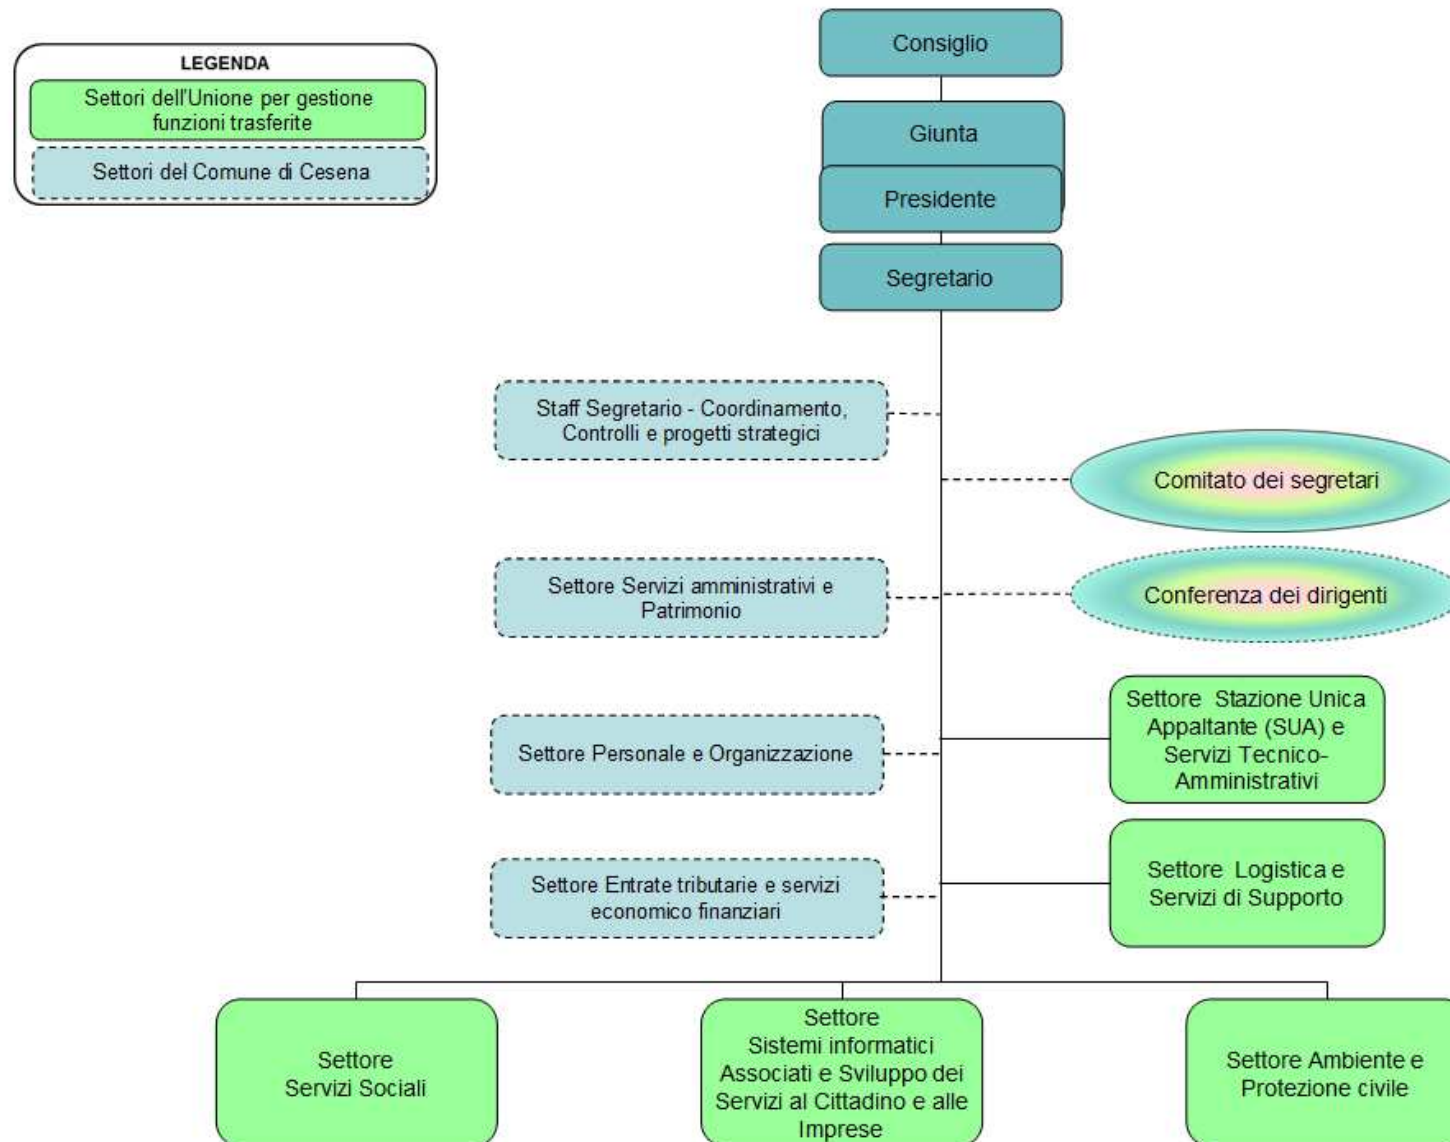 LEGENDA
Settori dell'Unione per gestione
funzioni trasferite
Settori del Comune di Cesena
Consiglio
Giunta
Presidente
Segretario
Staff Segretario - Coordinamento,
Controlli e progetti strategici
Comitato dei segretari
Settore Servizi amministrativi e
Patrimonio
Conferenza dei dirigenti
Settore Stazione Unica
Appaltante (SUA) e
Servizi Tecnico-
Amministrativi
Settore Personale e Organizzazione
Settore Logistica e
Servizi di Supporto
Settore Entrate tributarie e servizi
economico finanziari
Settore
Servizi Sociali
Settore
Sistemi informatici
Associati e Sviluppo dei
Servizi al Cittadino e alle
Imprese
Settore Ambiente e
Protezione civile